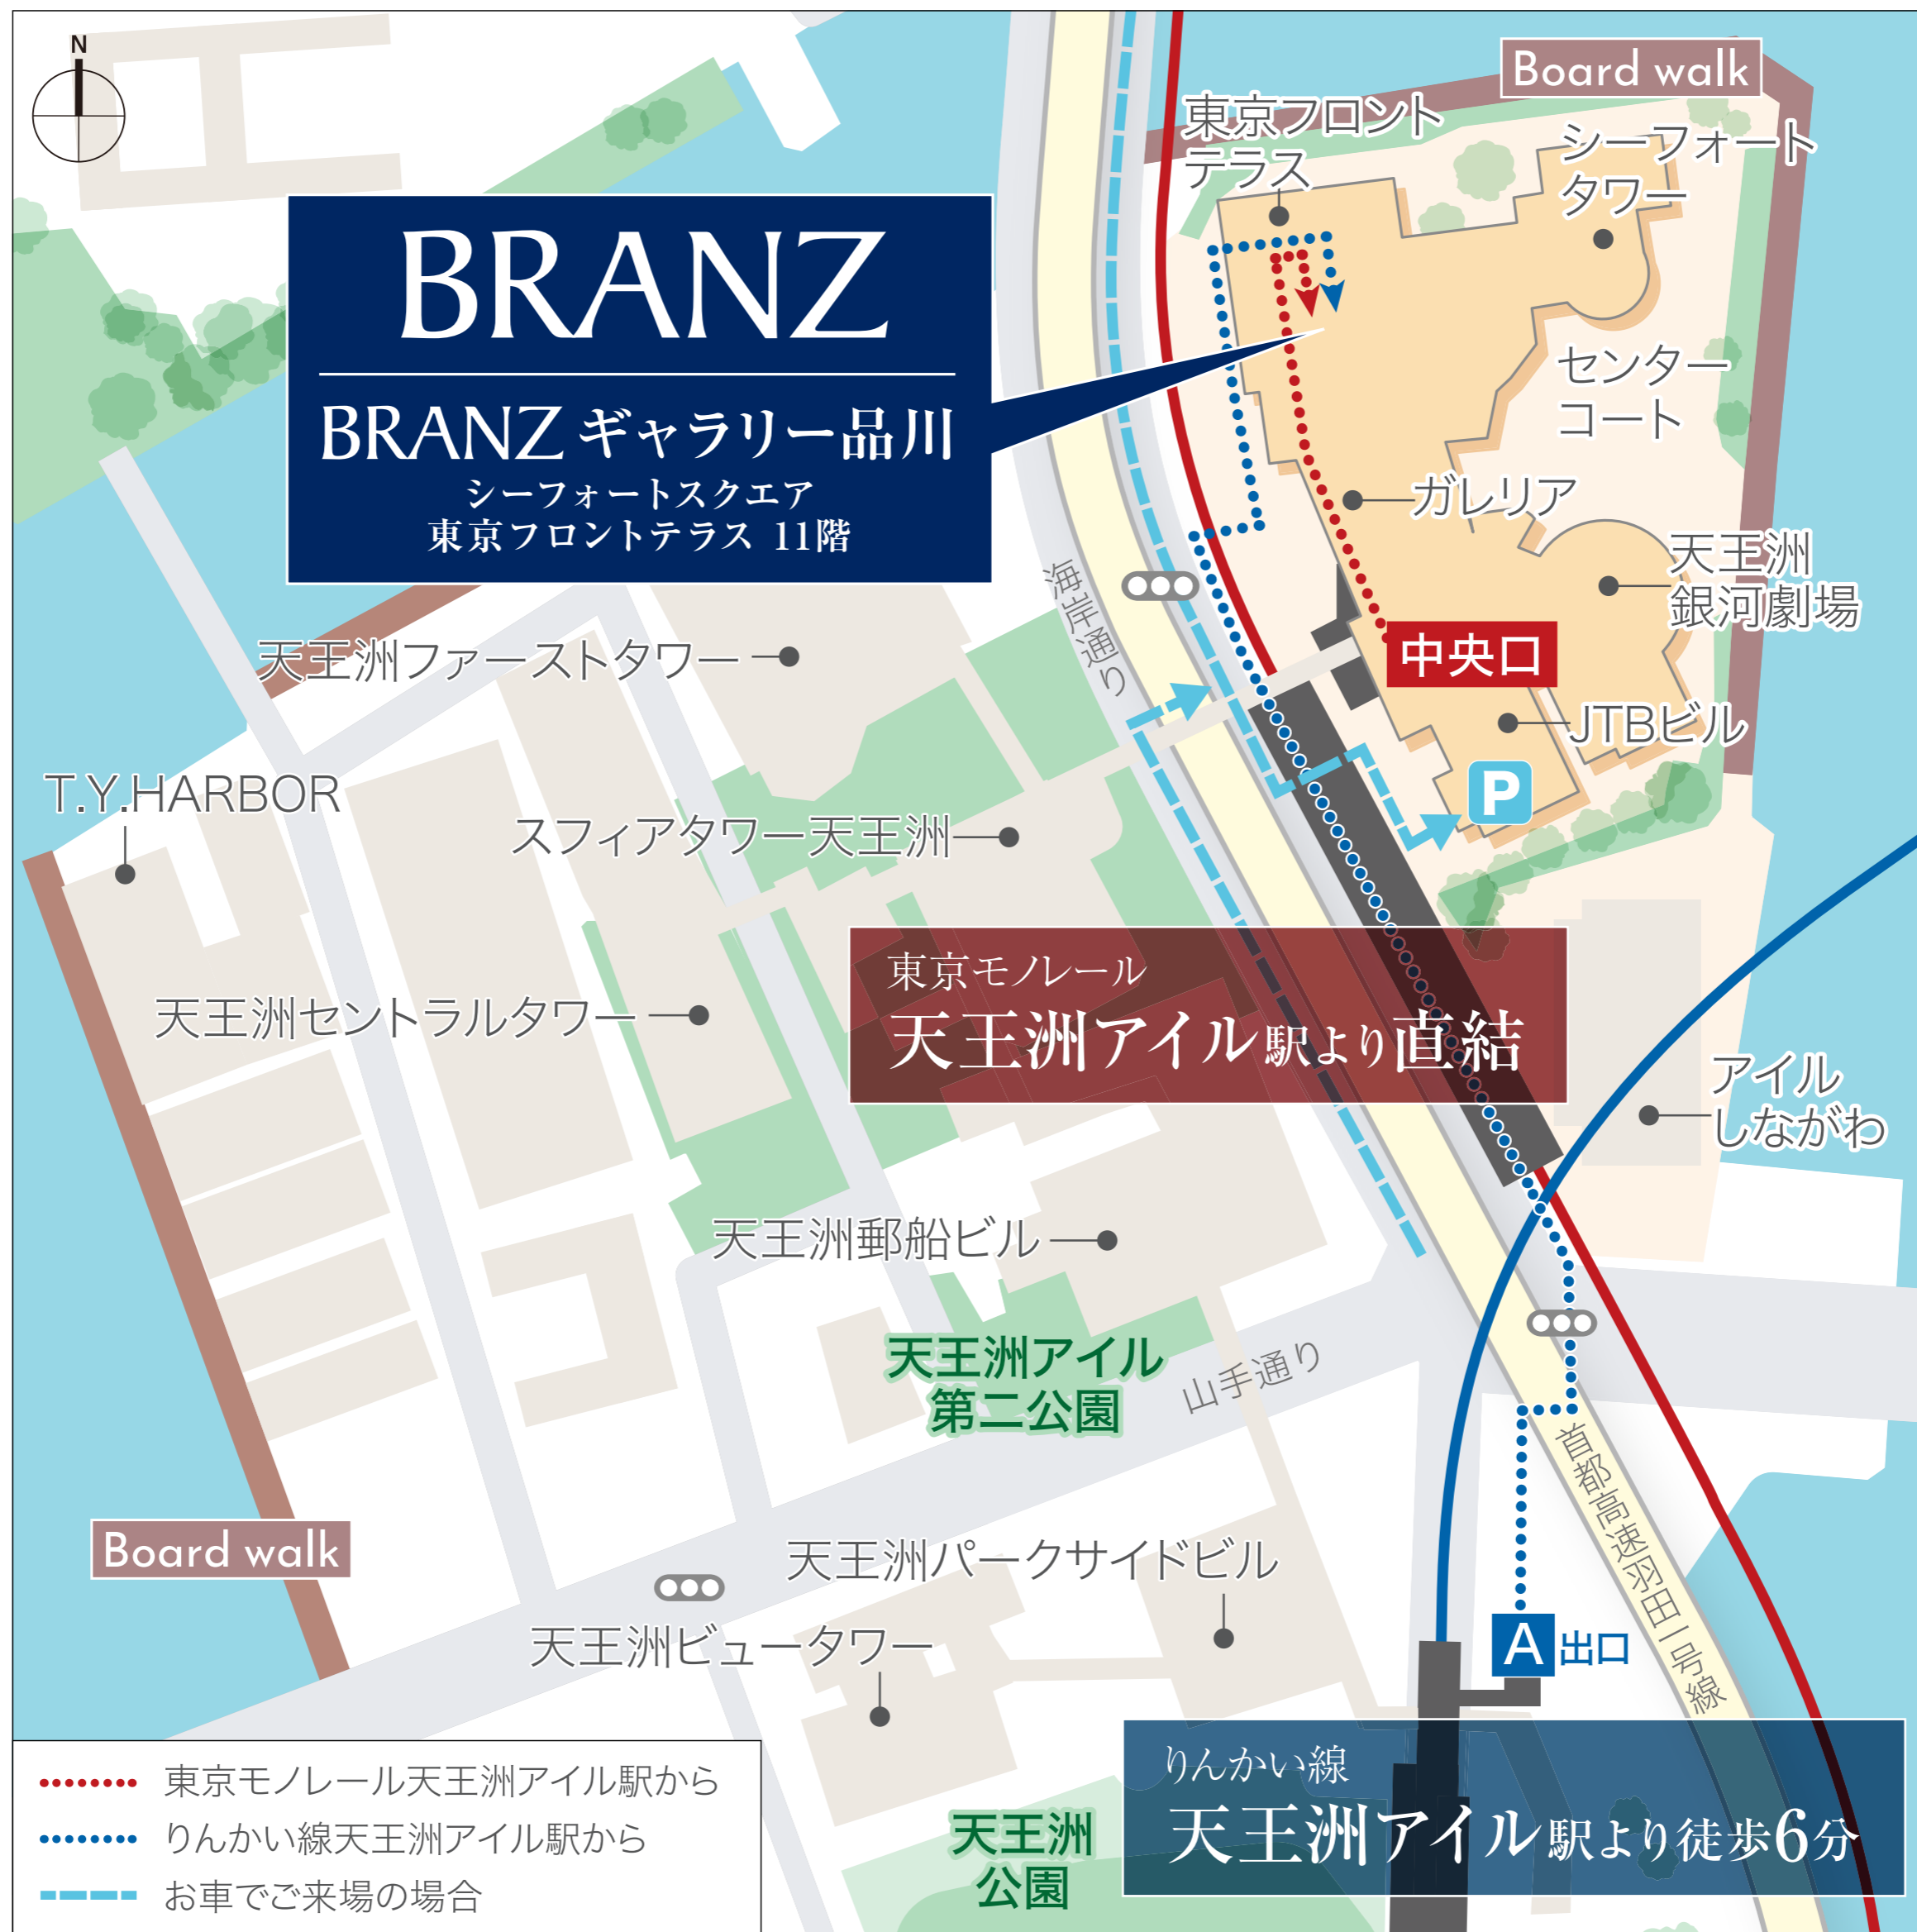 N
Board walk
東京フロント
テラス
シーフォート
タワー
BRANZ
BRANZ ギャラリー品川
シーフォートスクエア
東京フロントテラス 11階
センター
コート
ガレリア
天王洲
銀河劇場
海岸通り
中央口
天王洲ファーストタワー
JTBビル
P
T.Y.HARBOR
スフィアタワー天王洲
東京モノレール
天王洲アイル駅より直結
天王洲セントラルタワー
アイル
しながわ
天王洲郵船ビル
天王洲アイル
第二公園
山手通り
首都高速羽田一号線
Board walk
天王洲パークサイドビル
天王洲ビュータワー
A 出口
りんかい線
天王洲アイル駅より徒歩6分
天王洲
公園
東京モノレール天王洲アイル駅から
りんかい線天王洲アイル駅から
お車でご来場の場合